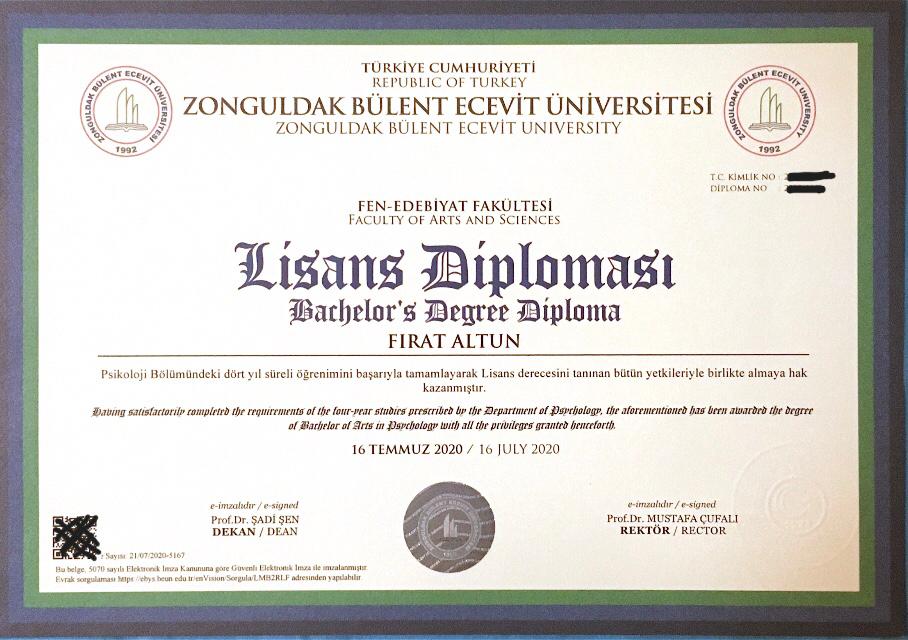 TÜRKİYE CUMHURİYETİ
REPUBLIC OF TURKEY
ZONGULDAK BÜLENT ECEVİT ÜNİVERSİTESİ
ZONGULDAK BÜLENT ECEVİT UNIVERSITY
ZONGULDAK BÜLENT ECEVİT ÜNİVERSİTESİ
1992
ZONGULDAK BÜLENT ECEVİT UNIVERSITY
1992
T.C. KİMLİK NO :
DİPLOMA NO :
FEN-EDEBİYAT FAKÜLTESİ
FACULTY OF ARTS AND SCIENCES
Lisans Diploması
Bachelor's Degree Diploma
FIRAT ALTUN
Psikoloji Bölümündeki dört yıl süreli öğrenimini başarıyla tamamlayarak Lisans derecesini tanınan bütün yetkileriyle birlikte almaya hak
kazanmıştır.
Having satisfactorily completed the requirements of the four-year studies prescribed by the Department of Psychology, the aforementioned has been awarded the degree
of Bachelor of Arts in Psychology with all the privileges granted henceforth.
16 TEMMUZ 2020 / 16 JULY 2020
e-imzalıdır / e-signed
Prof.Dr. ŞADİ ŞEN
DEKAN / DEAN
e-imzalıdır / e-signed
Prof.Dr. MUSTAFA ÇUFALI
REKTÖR / RECTOR
Sayısı: 21/07/2020-5167
Bu belge, 5070 sayılı Elektronik İmza Kanununa göre Güvenli Elektronik İmza ile imzalanmıştır.
Evrak sorgulaması https://ebys.beun.edu.tr/enVision/Sorgula/LMB2RLF adresinden yapılabilir.